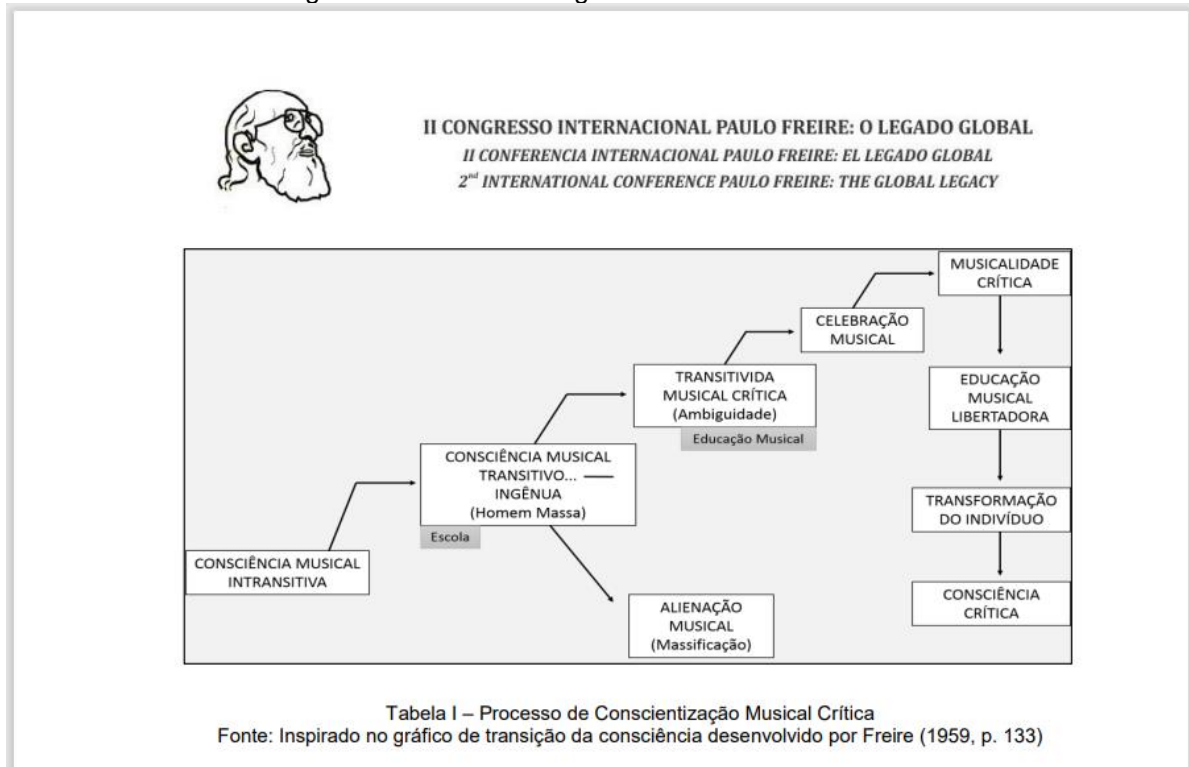 II CONGRESSO INTERNACIONAL PAULO FREIRE: O LEGADO GLOBAL
II CONFERENCIA INTERNACIONAL PAULO FREIRE: EL LEGADO GLOBAL
2nd INTERNATIONAL CONFERENCE PAULO FREIRE: THE GLOBAL LEGACY
MUSICALIDADE
CRÍTICA
CELEBRAÇÃO
MUSICAL
TRANSITIVIDA
MUSICAL CRÍTICA
(Ambiguidade)
Educação Musical
EDUCAÇÃO
MUSICAL
LIBERTADORA
CONSCIÊNCIA MUSICAL
TRANSITIVO...
INGÊNUA
(Homem Massa)
Escola
TRANSFORMAÇÃO
DO INDIVÍDUO
CONSCIÊNCIA MUSICAL
INTRANSITIVA
ALIENAÇÃO
MUSICAL
(Massificação)
CONSCIÊNCIA
CRÍTICA
Tabela I – Processo de Conscientização Musical Crítica
Fonte: Inspirado no gráfico de transição da consciência desenvolvido por Freire (1959, p. 133)